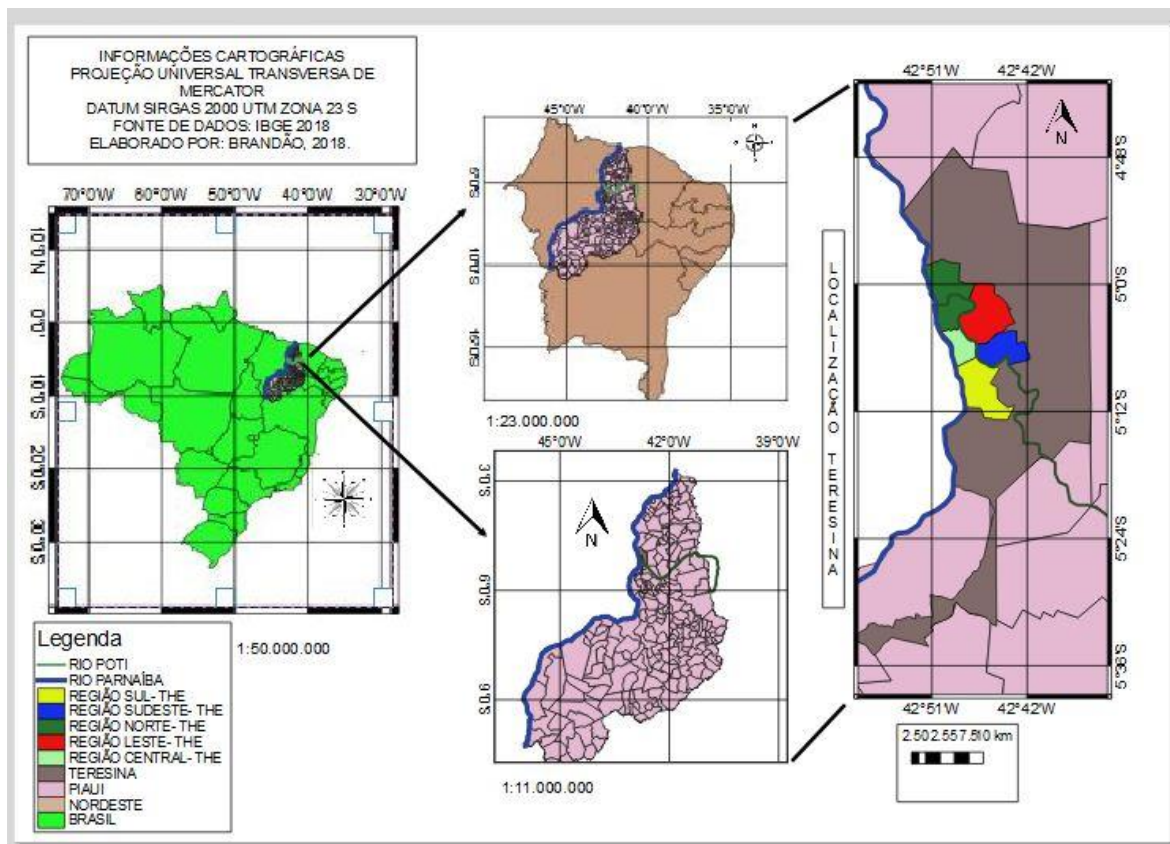 INFORMAÇÕES CARTOGRÁFICAS
PROJEÇÃO UNIVERSAL TRANSVERSA DE
MERCATOR
DATUM SIRGAS 2000 UTM ZONA 23 S
FONTE DE DADOS: IBGE 2018
ELABORADO POR: BRANDÃO, 2018.
70°0'W 60°0'W 50°0'W 40°0'W 30°0'W
10°0'N
0°0'
10°0'S
20°0'S
30°0'S
1:50.000.000
Legenda
RIO POTI
RIO PARNAÍBA
REGIÃO SUL- THE
REGIÃO SUDESTE- THE
REGIÃO NORTE- THE
REGIÃO LESTE- THE
REGIÃO CENTRAL- THE
TERESINA
PIAUI
NORDESTE
BRASIL
45°0'W 40°0'W 35°0'W
5°0'S
10°0'S
15°0'S
1:23.000.000
45°0'W 42°0'W 39°0'W
3°0'S
6°0'S
9°0'S
N
1:11.000.000
LOCALIZAÇÃO TERESINA
42°51'W 42°42'W
N
4°48'S
5°0'S
5°12'S
5°24'S
5°36'S
42°51'W 42°42'W
2.502.557.510 km